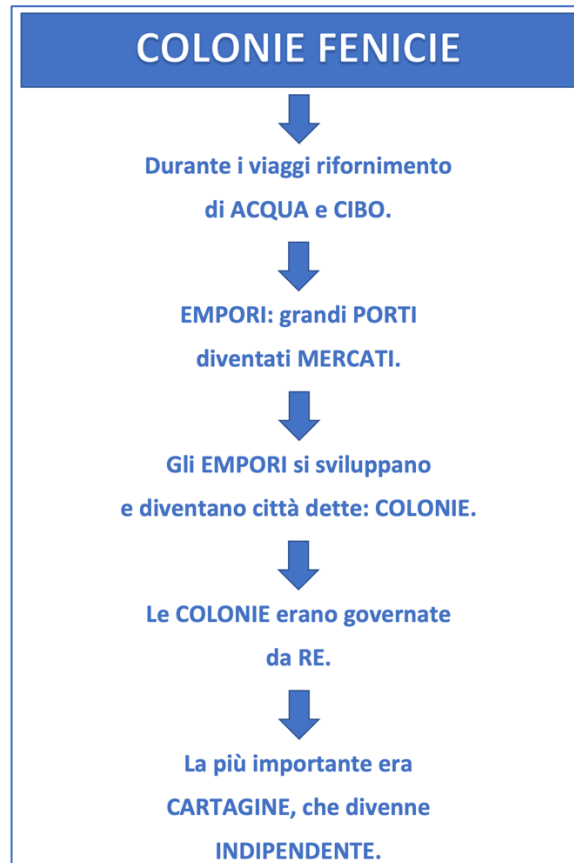 COLONIE FENICIE
Durante i viaggi rifornimento
di ACQUA e CIBO.
EMPORI: grandi PORTI
diventati MERCATI.
Gli EMPORI si sviluppano
e diventano città dette: COLONIE.
Le COLONIE erano governate
da RE.
La più importante era
CARTAGINE, che divenne
INDIPENDENTE.